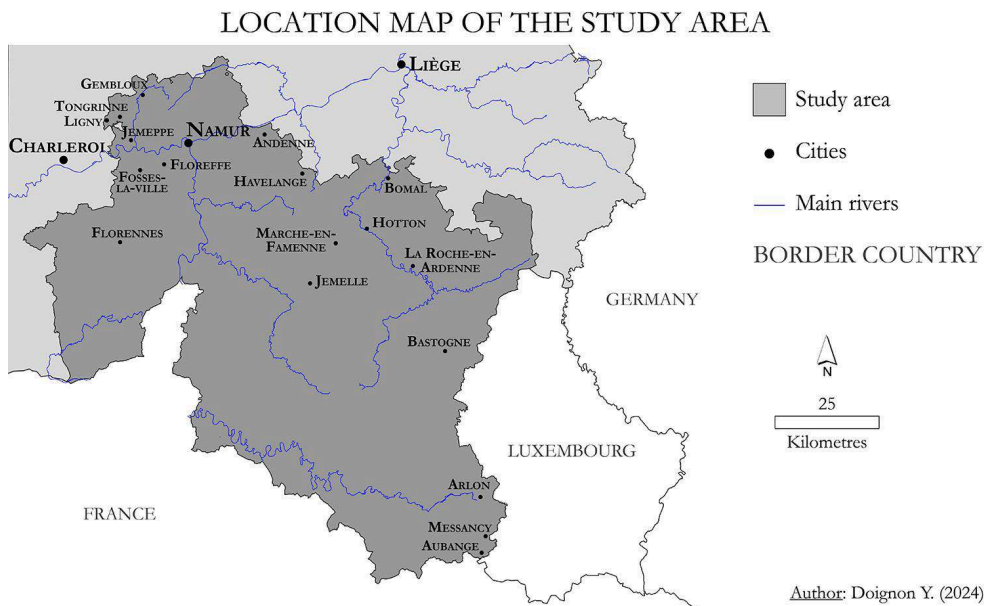 LOCATION MAP OF THE STUDY AREA
LIÈGE
GEMBLOUX
TONGRINNE
LIGNY
JEMEPPE
NAMUR
ANDENNE
CHARLEROI
FLOREFFE
FOSSES-
LA-VILLE
HAVELANGE
BOMAL
FLORENNES
MARCHE-EN-
FAMENNE
HOTTON
LA ROCHE-EN-
ARDENNE
JEMELLE
BASTOGNE
ARLON
MESSANCY
AUBANGE
FRANCE
LUXEMBOURG
GERMANY
Study area
Cities
Main rivers
BORDER COUNTRY
N
25
Kilometres
Author: Doignon Y. (2024)